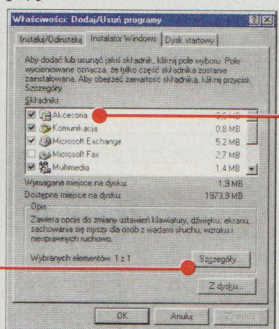 Właściwości: Dodaj/Usuń programy
Instaluj/Odinstaluj Instalator Windows Dysk startowy
Aby dodać lub usunąć jakiś składnik, kliknij pole wyboru. Pole
wycieniowane oznacza, że tylko część składnika zostanie
zainstalowana. Aby obejrzeć zawartość składnika, kliknij przycisk
Szczegóły.
Składniki:
Akcesoria
Komunikacja 0.8 MB
Microsoft Exchange 5.2 MB
Microsoft Fax 2.7 MB
Multimedia 1.4 MB
Wymagane miejsce na dysku: 1.9 MB
Dostępne miejsce na dysku: 1973.9 MB
Opis
Zawiera opcje do zmiany ustawień klawiatury, dźwięku, ekranu,
zachowania się myszy dla osób z wadami słuchu, wzroku i
niesprawnych ruchowo.
Wybranych elementów: 1 z 1 Szczegóły...
Z dysku...
OK Anuluj